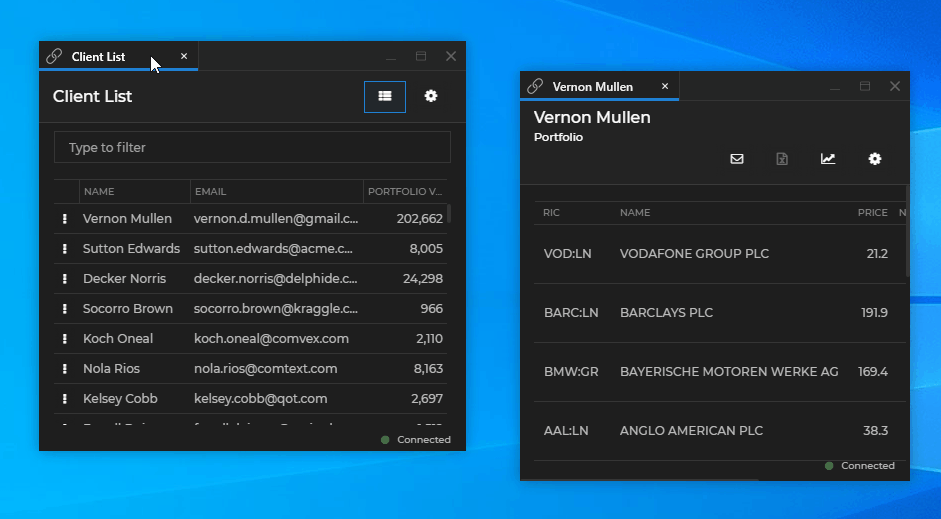 Client List ×
Client List
Type to filter
NAME EMAIL PORTFOLIO V...
Vernon Mullen vernon.d.mullen@gmail.c... 202,662
Sutton Edwards sutton.edwards@acme.c... 8,005
Decker Norris decker.norris@delphide.c... 24,298
Socorro Brown socorro.brown@kraggle.c... 966
Koch Oneal koch.oneal@comvex.com 2,110
Nola Rios nola.rios@comtext.com 8,163
Kelsey Cobb kelsey.cobb@qot.com 2,697
Connected
Vernon Mullen ×
Vernon Mullen
Portfolio
RIC NAME PRICE N
VOD:LN VODAFONE GROUP PLC 21.2
BARC:LN BARCLAYS PLC 191.9
BMW:GR BAYERISCHE MOTOREN WERKE AG 169.4
AAL:LN ANGLO AMERICAN PLC 38.3
Connected